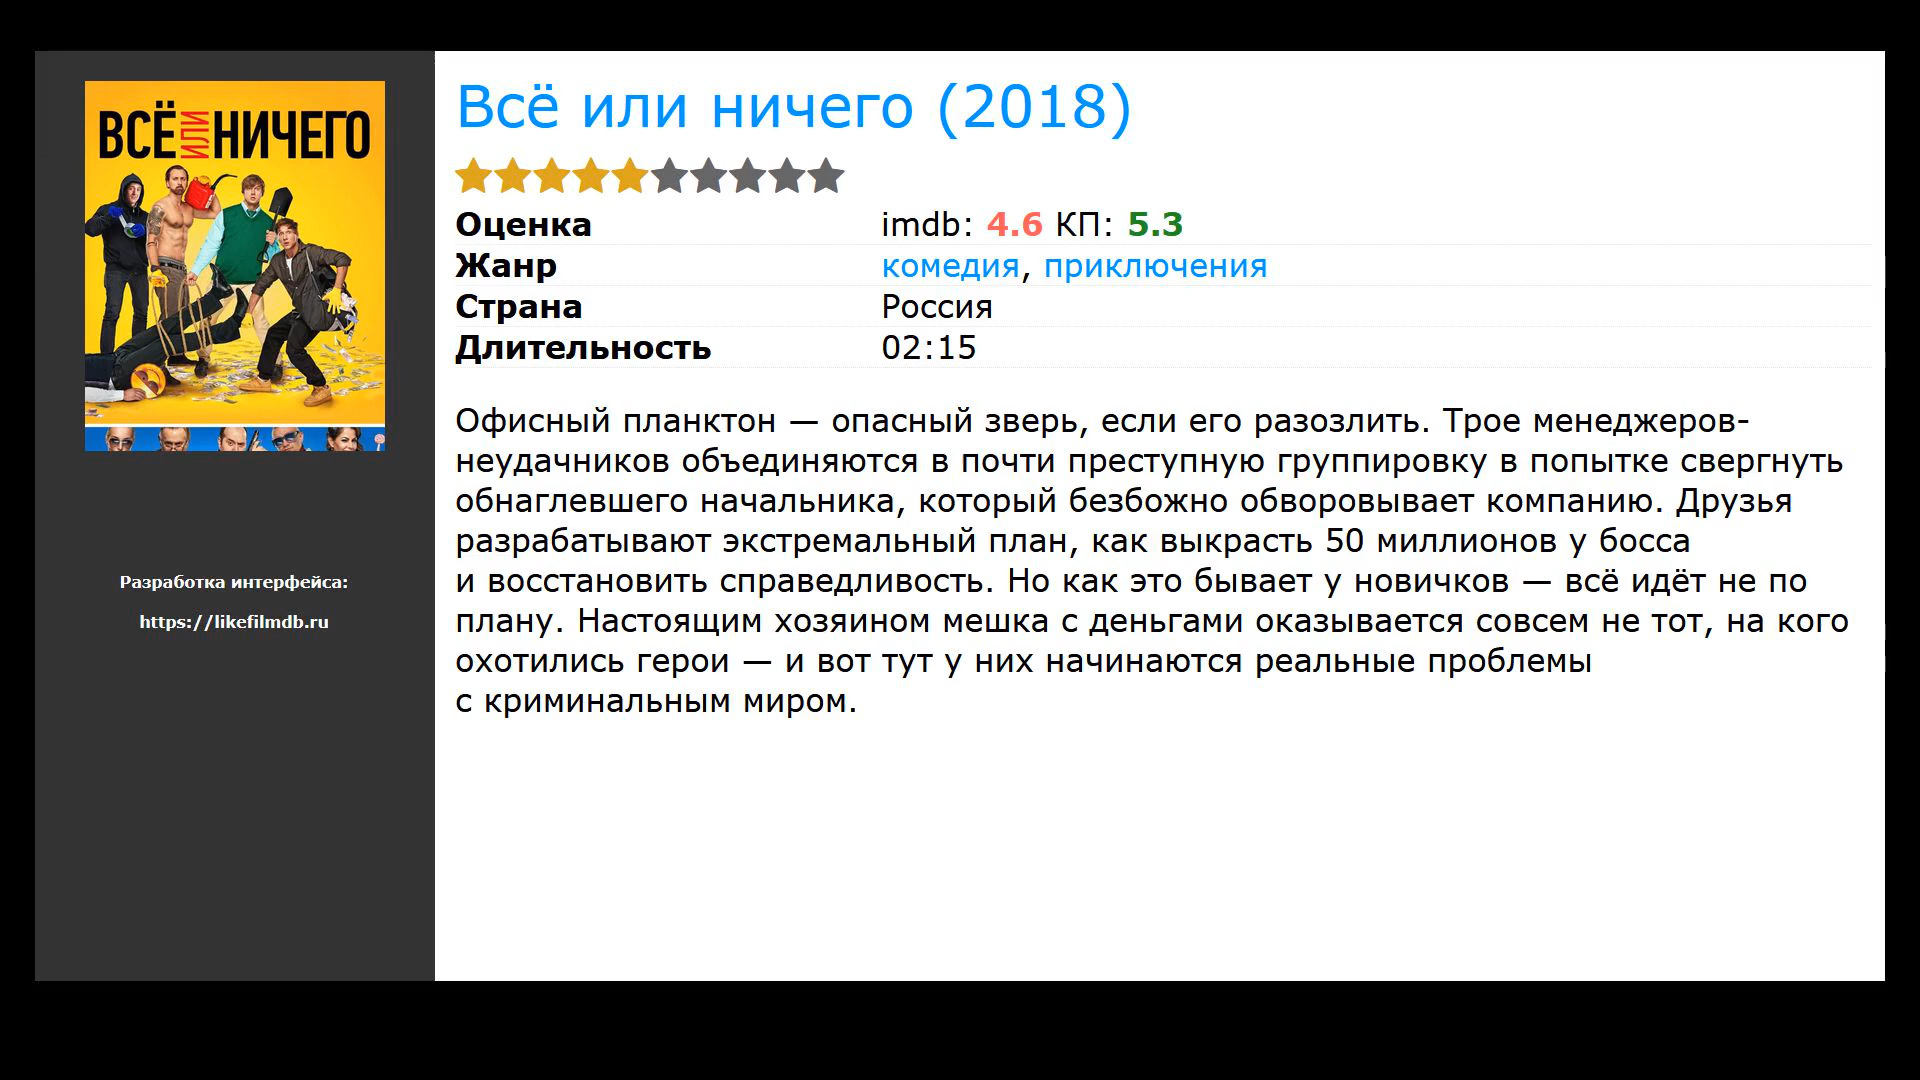 ВСЁ ИЛИ НИЧЕГО
Разработка интерфейса:
https://likefilmdb.ru
Всё или ничего (2018)
Оценка imdb: 4.6 КП: 5.3
Жанр комедия, приключения
Страна Россия
Длительность 02:15
Офисный планктон — опасный зверь, если его разозлить. Трое менеджеров-
неудачников объединяются в почти преступную группировку в попытке свергнуть
обнаглевшего начальника, который безбожно обворовывает компанию. Друзья
разрабатывают экстремальный план, как выкрасть 50 миллионов у босса
и восстановить справедливость. Но как это бывает у новичков — всё идёт не по
плану. Настоящим хозяином мешка с деньгами оказывается совсем не тот, на кого
охотились герои — и вот тут у них начинаются реальные проблемы
с криминальным миром.